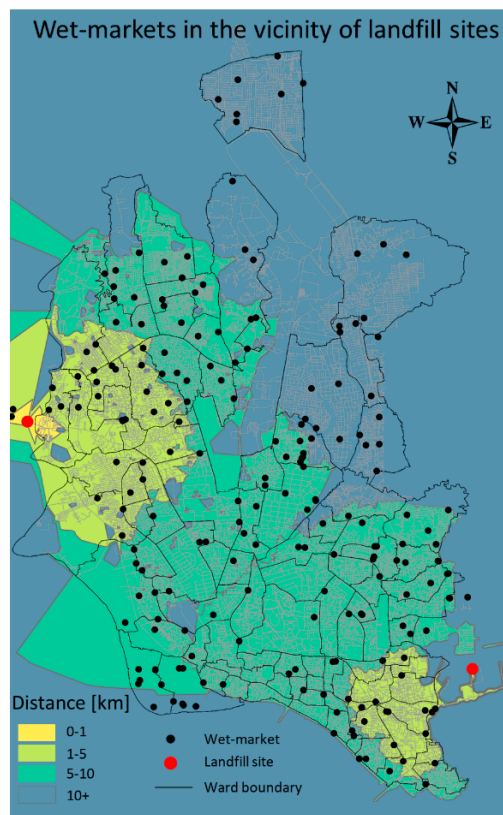 Wet-markets in the vicinity of landfill sites
N
W E
S
Distance [km]
0-1
1-5
5-10
10+
Wet-market
Landfill site
Ward boundary